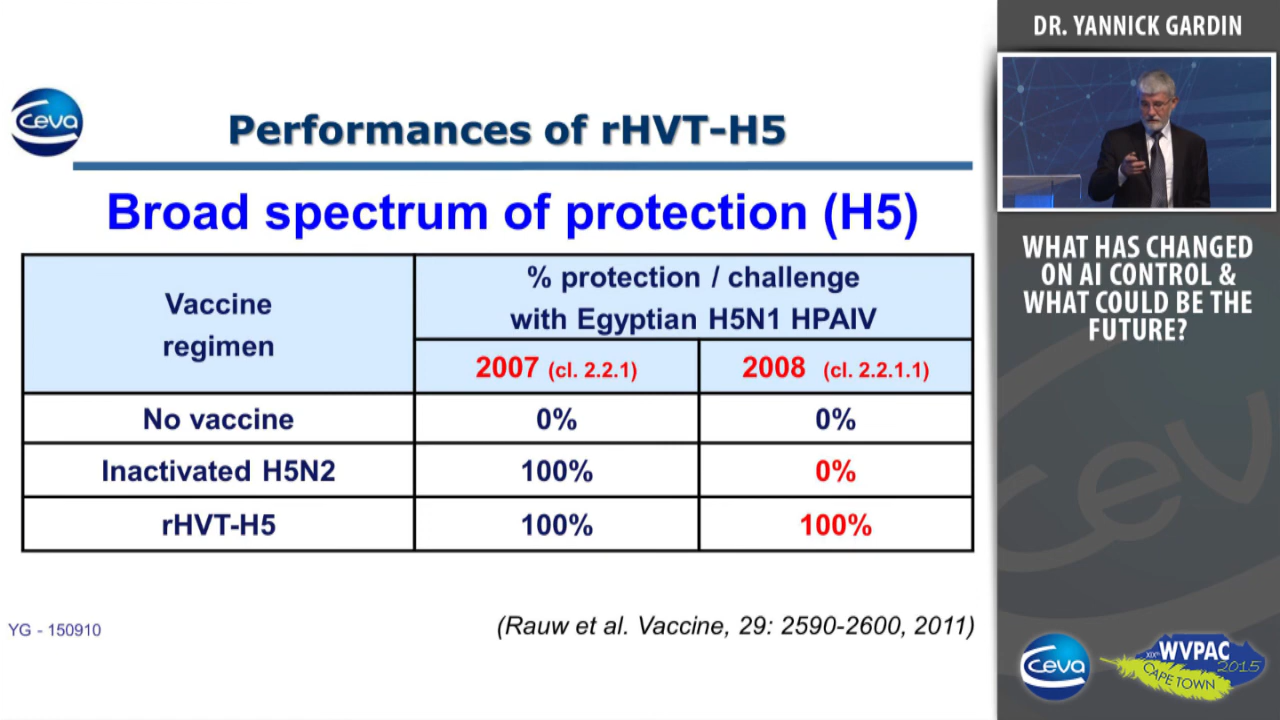 Ceva
Performances of rHVT-H5
Broad spectrum of protection (H5)
Vaccine
regimen
% protection / challenge
with Egyptian H5N1 HPAIV
2007 (cl. 2.2.1)
2008 (cl. 2.2.1.1)
No vaccine
0%
0%
Inactivated H5N2
100%
0%
rHVT-H5
100%
100%
YG - 150910
(Rauw et al. Vaccine, 29: 2590-2600, 2011)
DR. YANNICK GARDIN
WHAT HAS CHANGED
ON AI CONTROL &
WHAT COULD BE THE
FUTURE?
Ceva
Ceva
XIXth WVPAC
2015
CAPE TOWN